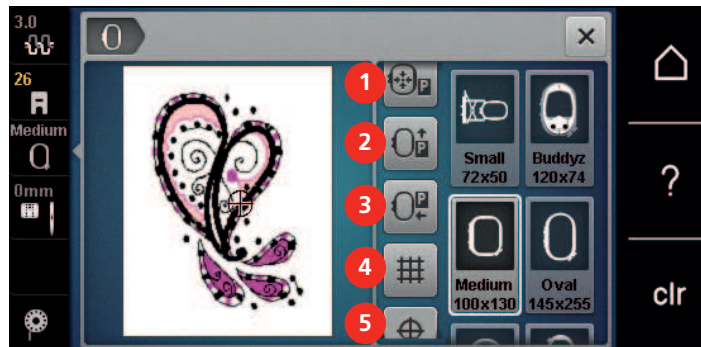 3.0
26
Medium
0mm
1
P
2
P
3
P
4
5
Small
72x50
Buddyz
120x74
Medium
100x130
Oval
145x255
?
clr